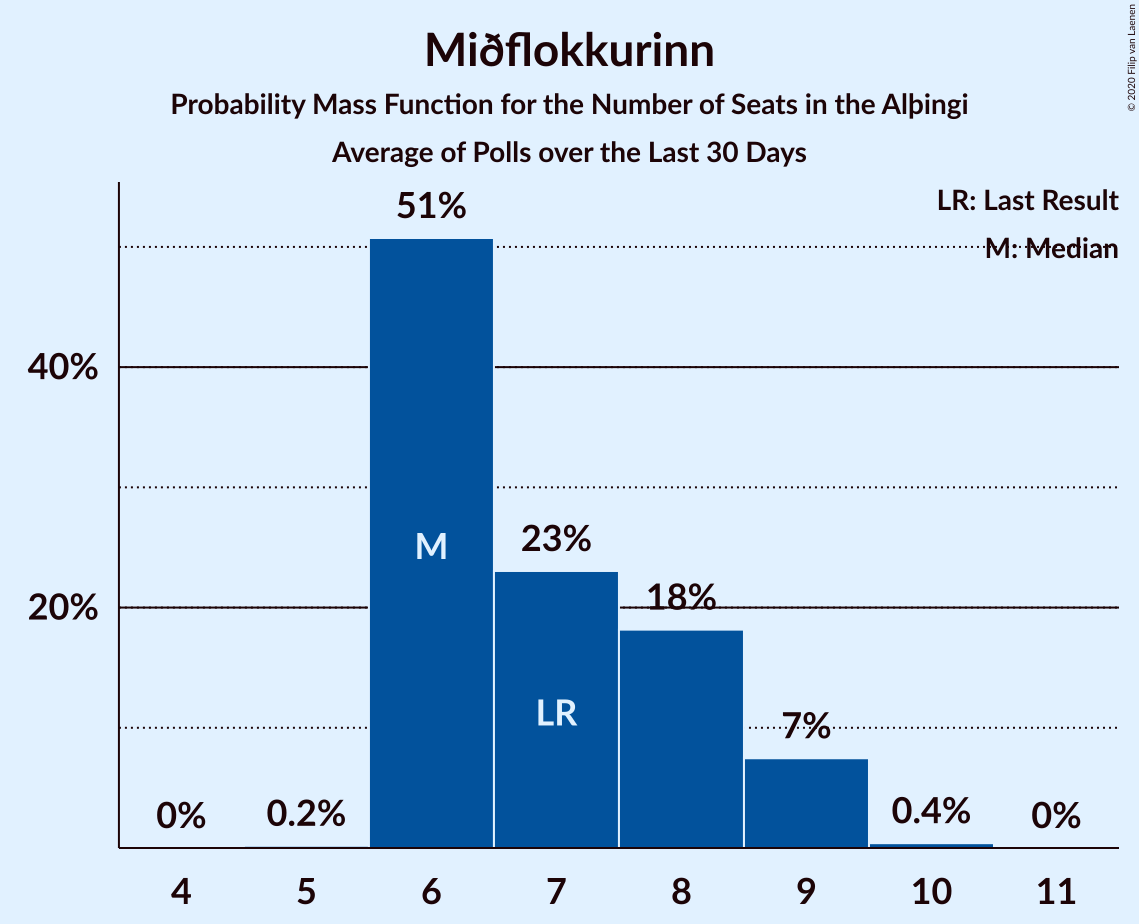 Miðflokkurinn
Probability Mass Function for the Number of Seats in the Alþingi
Average of Polls over the Last 30 Days
© 2020 Filip van Laenen
LR: Last Result
M: Median
51%
40%
M
23%
18%
20%
LR
7%
0%
0.2%
0.4%
0%
4
5
6
7
8
9
10
11